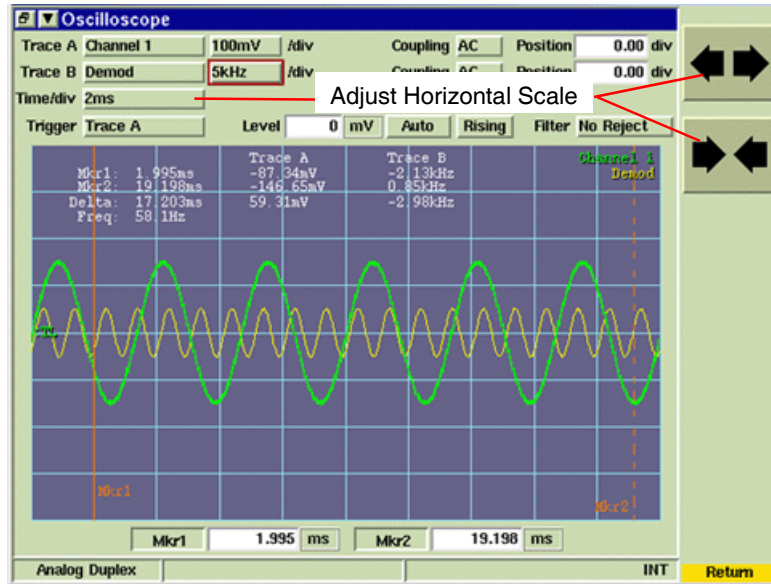 Oscilloscope
Trace A Channel 1 100mV /div Coupling AC Position 0.00 div
Trace B Demod 5kHz /div Coupling AC Position 0.00 div
Time/div 2ms
Adjust Horizontal Scale
Trigger Trace A Level 0 mV Auto Rising Filter No Reject
Trace A Trace B Channel 1
Mkr1: 1.995ms -87.34mV -2.13kHz Demod
Mkr2: 19.198ms -146.65mV 0.85kHz
Delta: 17.203ms 59.31mV -2.98kHz
Freq: 58.1Hz
Mkr1
Mkr2
Mkr1 1.995 ms Mkr2 19.198 ms
Analog Duplex INT Return